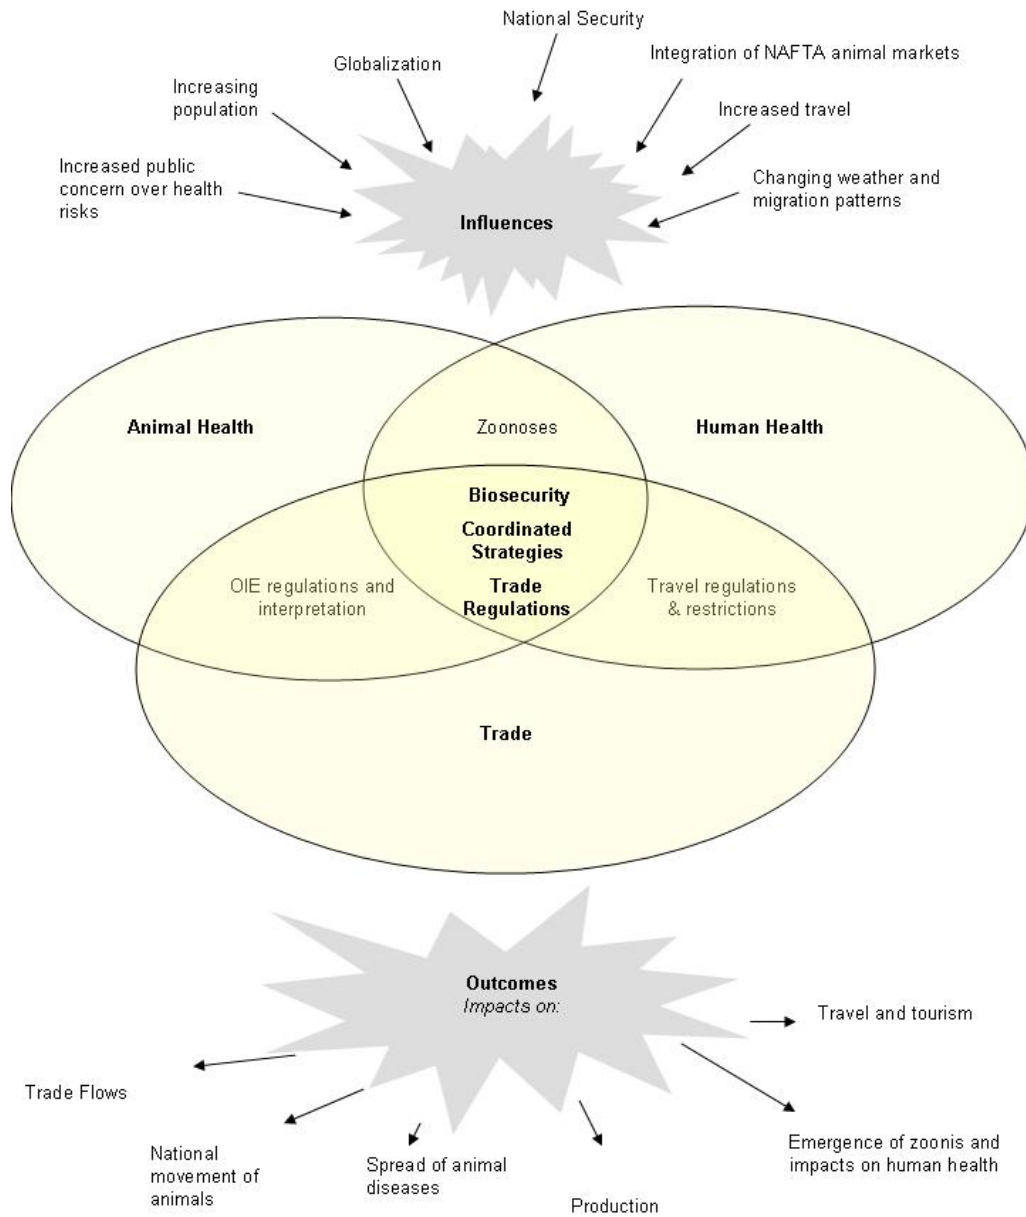 National Security
Globalization
Integration of NAFTA animal markets
Increasing
population
Increased travel
Increased public
concern over health
risks
Changing weather and
migration patterns
Influences
Animal Health
Zoonoses
Human Health
Biosecurity
Coordinated
Strategies
OIE regulations and
interpretation
Trade
Regulations
Travel regulations
& restrictions
Trade
Outcomes
Impacts on:
Travel and tourism
Trade Flows
National
movement of
animals
Spread of animal
diseases
Production
Emergence of zoonis and
impacts on human health